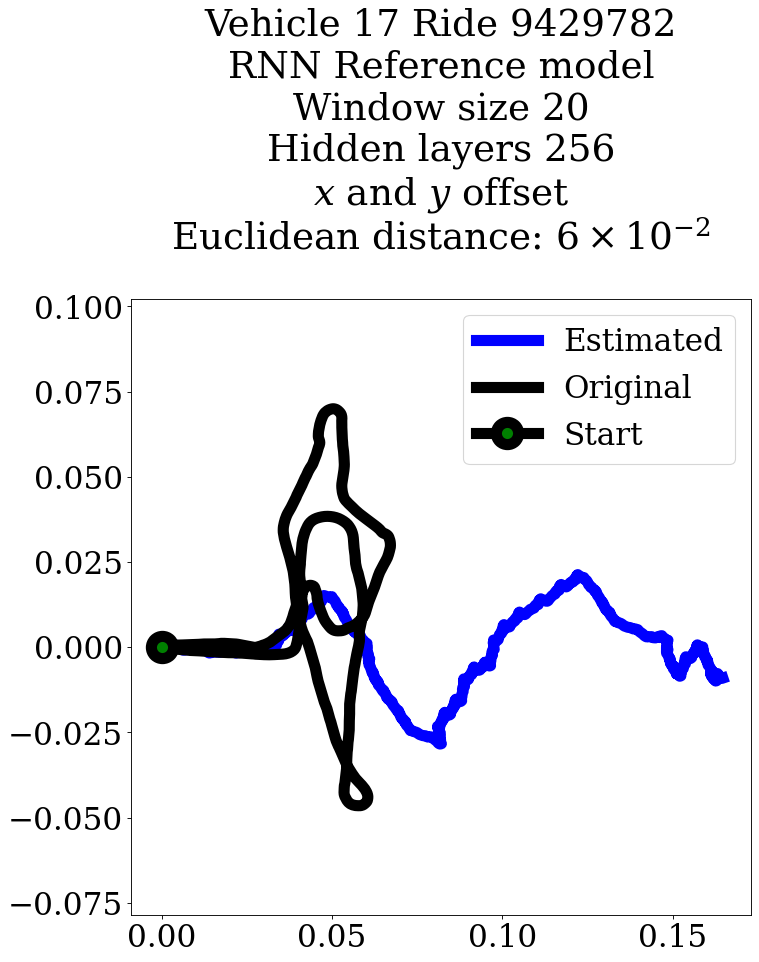 Vehicle 17 Ride 9429782
RNN Reference model
Window size 20
Hidden layers 256
x and y offset
Euclidean distance: 6 × 10⁻²
0.100
0.075
0.050
0.025
0.000
−0.025
−0.050
−0.075
0.00 0.05 0.10 0.15
Estimated
Original
Start